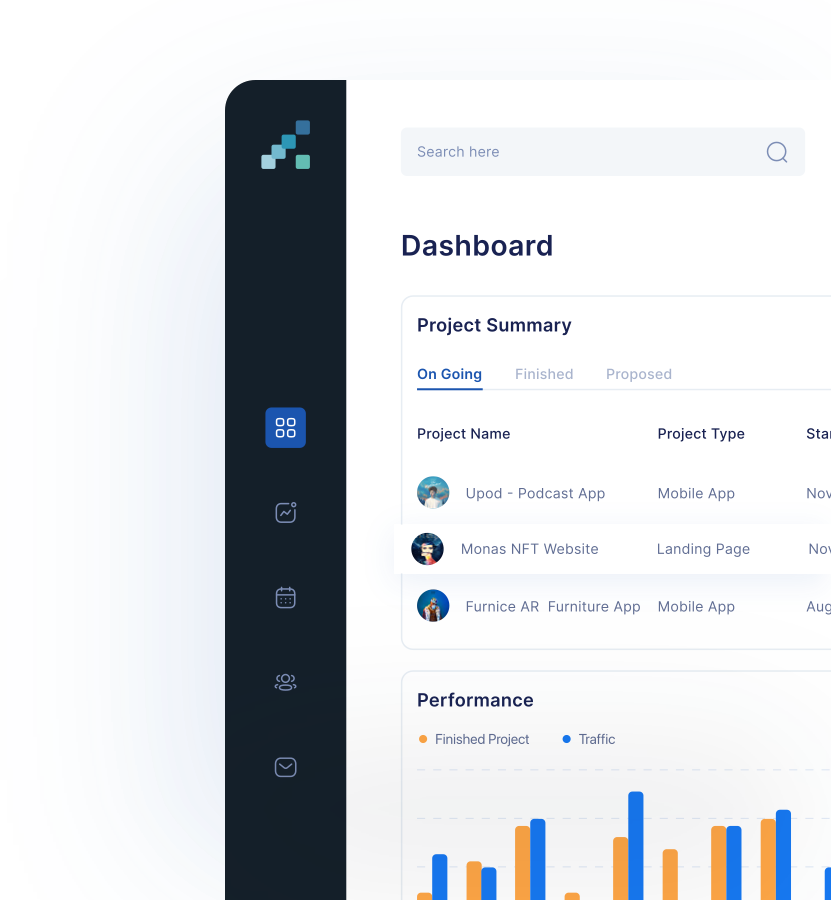 Search here
Dashboard
Project Summary
On Going Finished Proposed
Project Name Project Type Star
Upod - Podcast App Mobile App Nov
Monas NFT Website Landing Page Nov
Furnice AR Furniture App Mobile App Aug
Performance
Finished Project Traffic